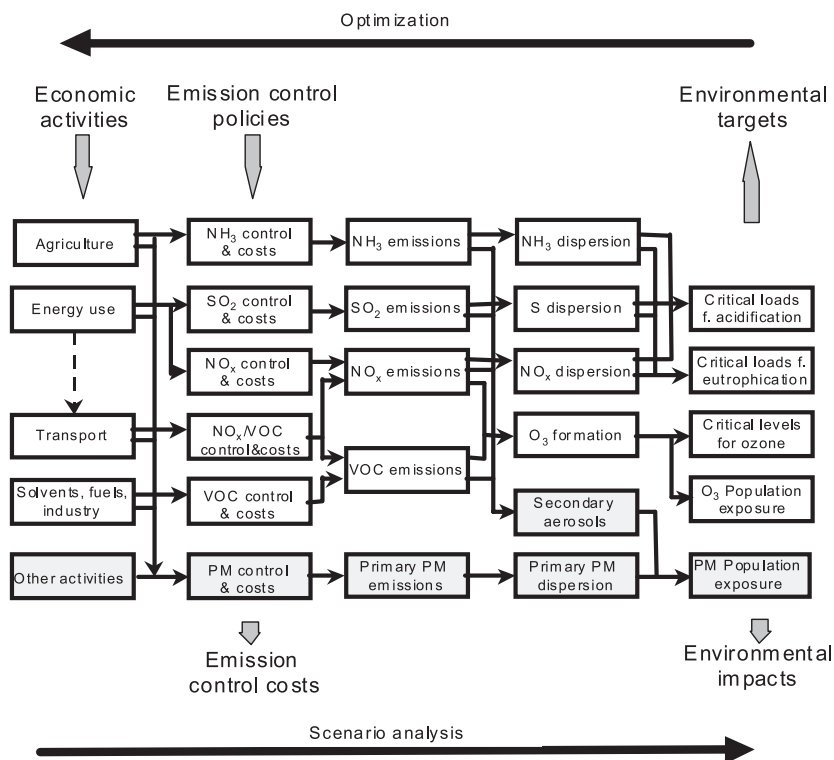 Optimization
Economic
activities
Emission control
policies
Environmental
targets
Agriculture
NH₃ control
& costs
NH₃ emissions
NH₃ dispersion
Energy use
SO₂ control
& costs
SO₂ emissions
S dispersion
Critical loads
f. acidification
NOₓ control
& costs
NOₓ emissions
NOₓ dispersion
Critical loads f.
eutrophication
Transport
NOₓ/VOC
control&costs
VOC emissions
O₃ formation
Critical levels
for ozone
Solvents, fuels,
industry
VOC control
& costs
Secondary
aerosols
O₃ Population
exposure
Other activities
PM control
& costs
Primary PM
emissions
Primary PM
dispersion
PM Population
exposure
Emission
control costs
Environmental
impacts
Scenario analysis